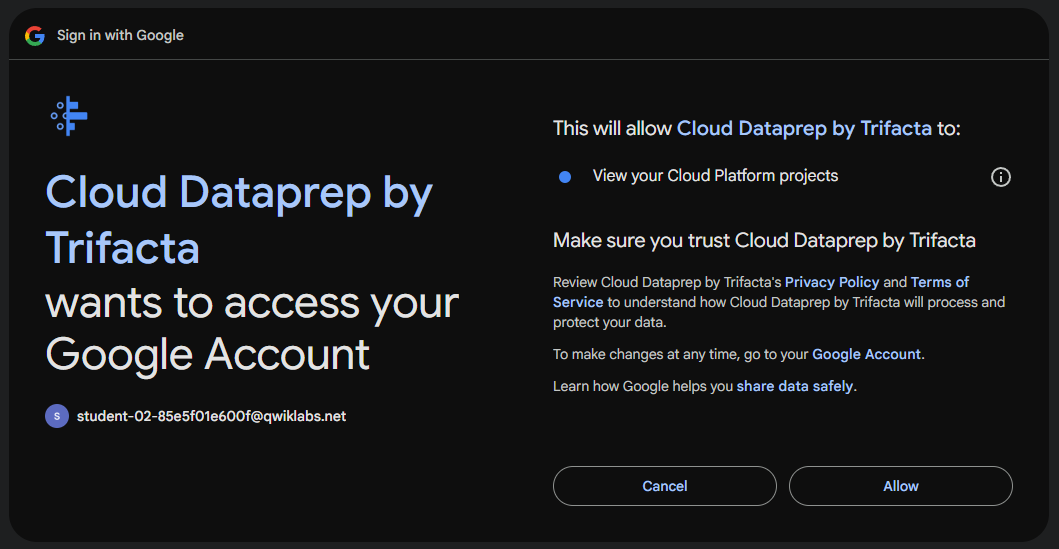 Sign in with Google
Cloud Dataprep by
Trifacta
wants to access your
Google Account
S
student-02-85e5f01e600f@qwiklabs.net
This will allow Cloud Dataprep by Trifacta to:
View your Cloud Platform projects
Make sure you trust Cloud Dataprep by Trifacta
Review Cloud Dataprep by Trifacta's Privacy Policy and Terms of
Service to understand how Cloud Dataprep by Trifacta will process and
protect your data.
To make changes at any time, go to your Google Account.
Learn how Google helps you share data safely.
Cancel
Allow